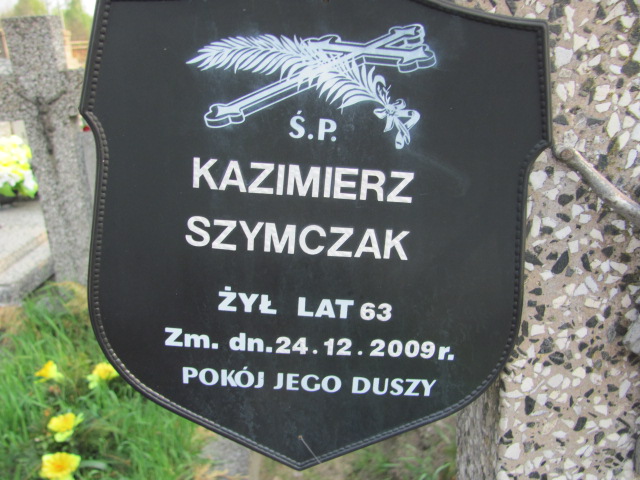 Ś.P.
KAZIMIERZ
SZYMCZAK
ŻYŁ LAT 63
Zm. dn. 24.12.2009r.
POKÓJ JEGO DUSZY